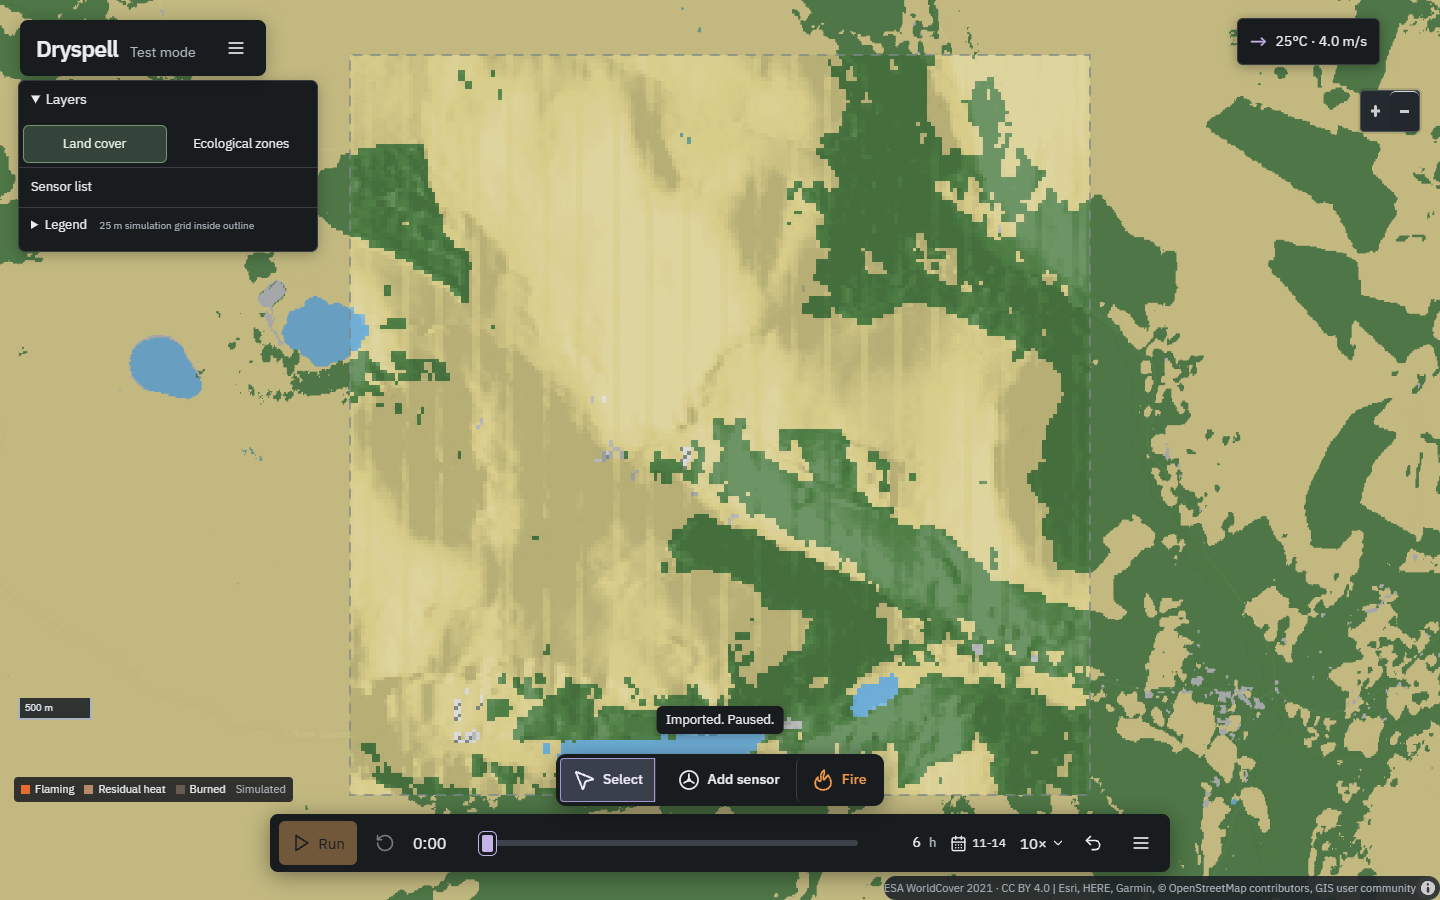 Dryspell Test mode
→ 25°C · 4.0 m/s
Layers
Land cover Ecological zones
Sensor list
Legend 25 m simulation grid inside outline
+ −
500 m
Imported. Paused.
Select Add sensor Fire
Flaming Residual heat Burned Simulated
Run 0:00 6 h 11-14 10×
ESA WorldCover 2021 · CC BY 4.0 | Esri, HERE, Garmin, © OpenStreetMap contributors, GIS user community